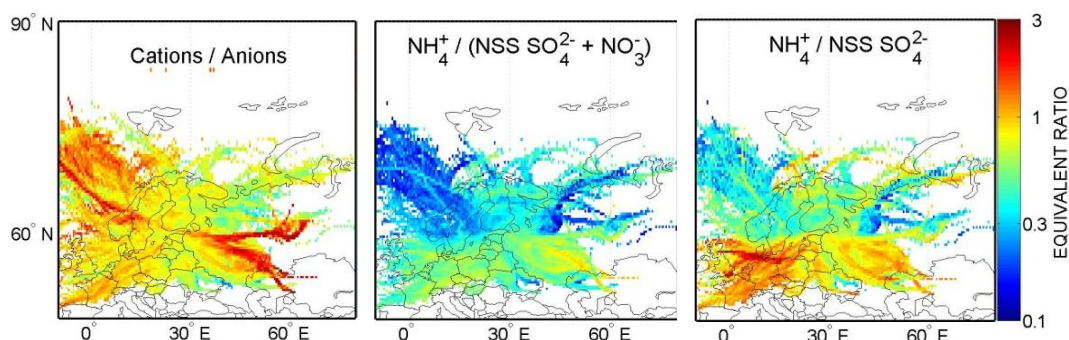 90° N
60° N
Cations / Anions
0° 30° E 60° E
NH₄⁺ / (NSS SO₄²⁻ + NO₃⁻)
0° 30° E 60° E
NH₄⁺ / NSS SO₄²⁻
0° 30° E 60° E
3
1
0.3
0.1
EQUIVALENT RATIO